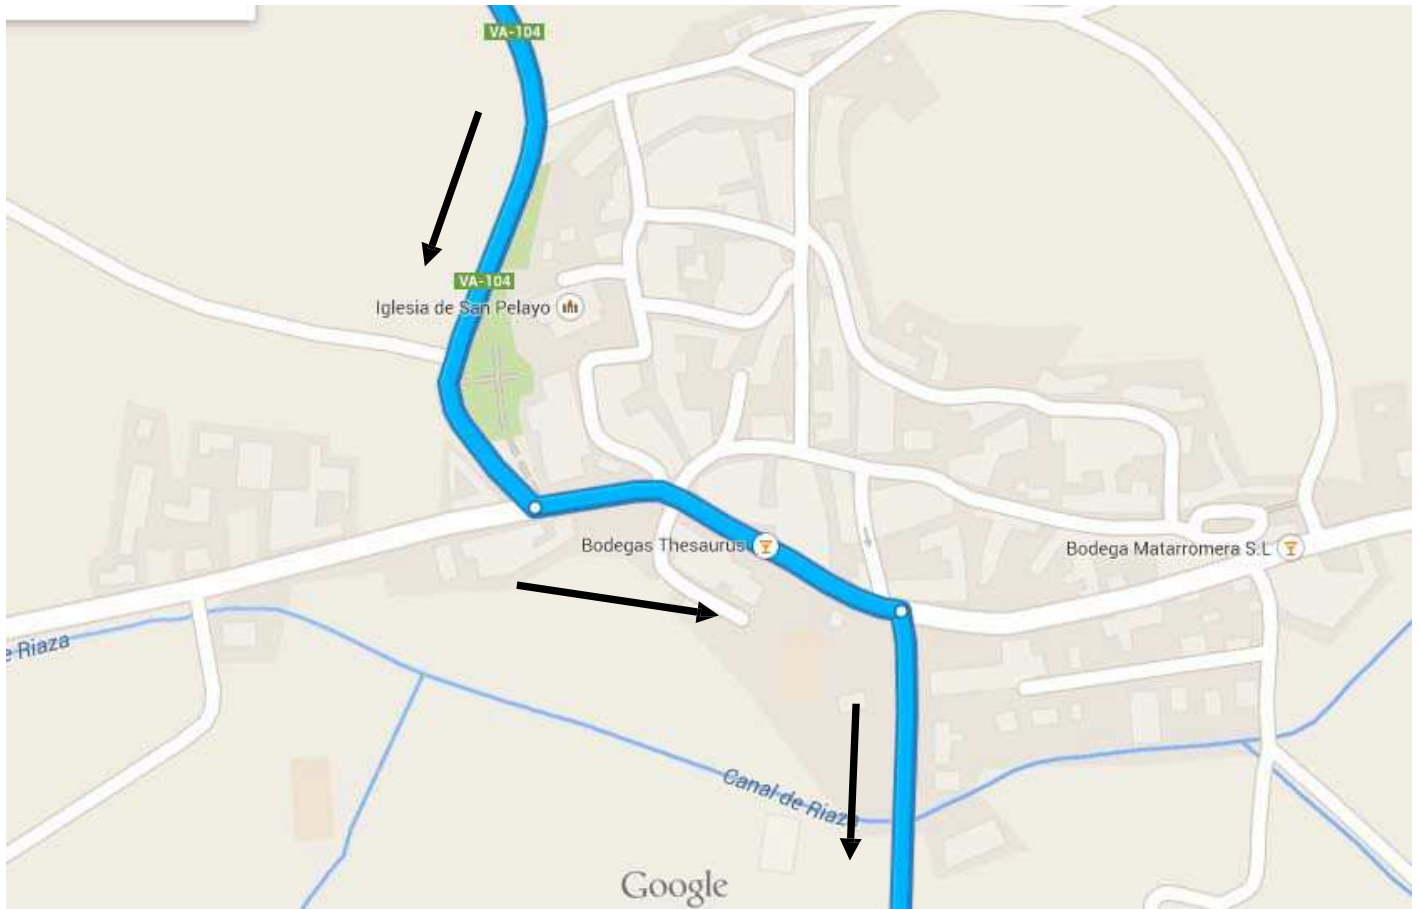 VA-104
VA-104
Iglesia de San Pelayo
Bodegas Thesaurus
Bodega Matarromera S.L
e Riaza
Canal de Riaza
Google